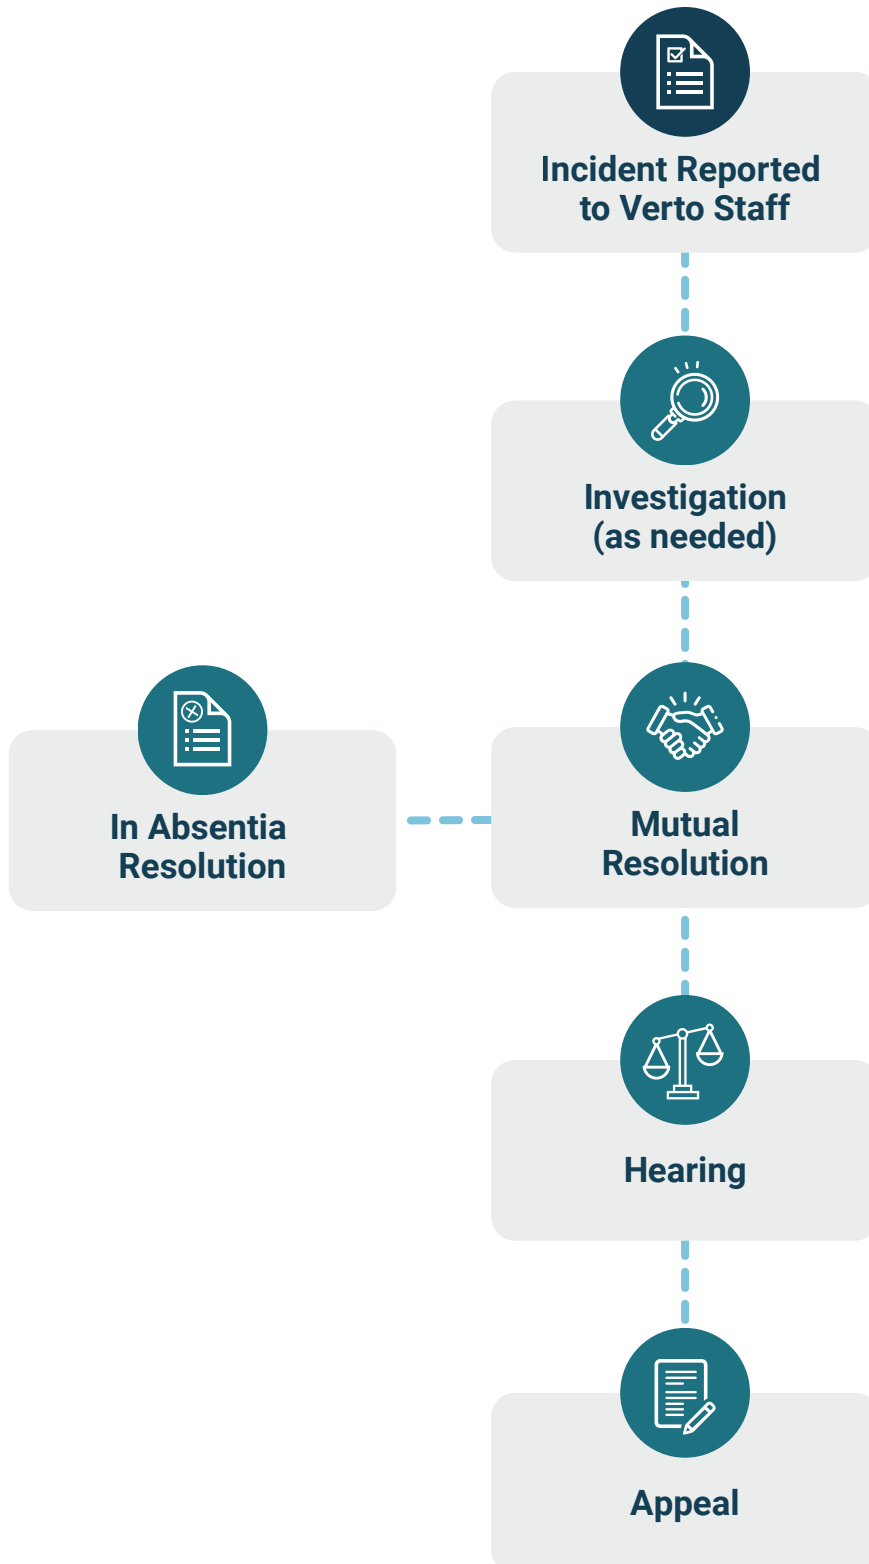 Incident Reported
to Verto Staff
Investigation
(as needed)
In Absentia
Resolution
Mutual
Resolution
Hearing
Appeal